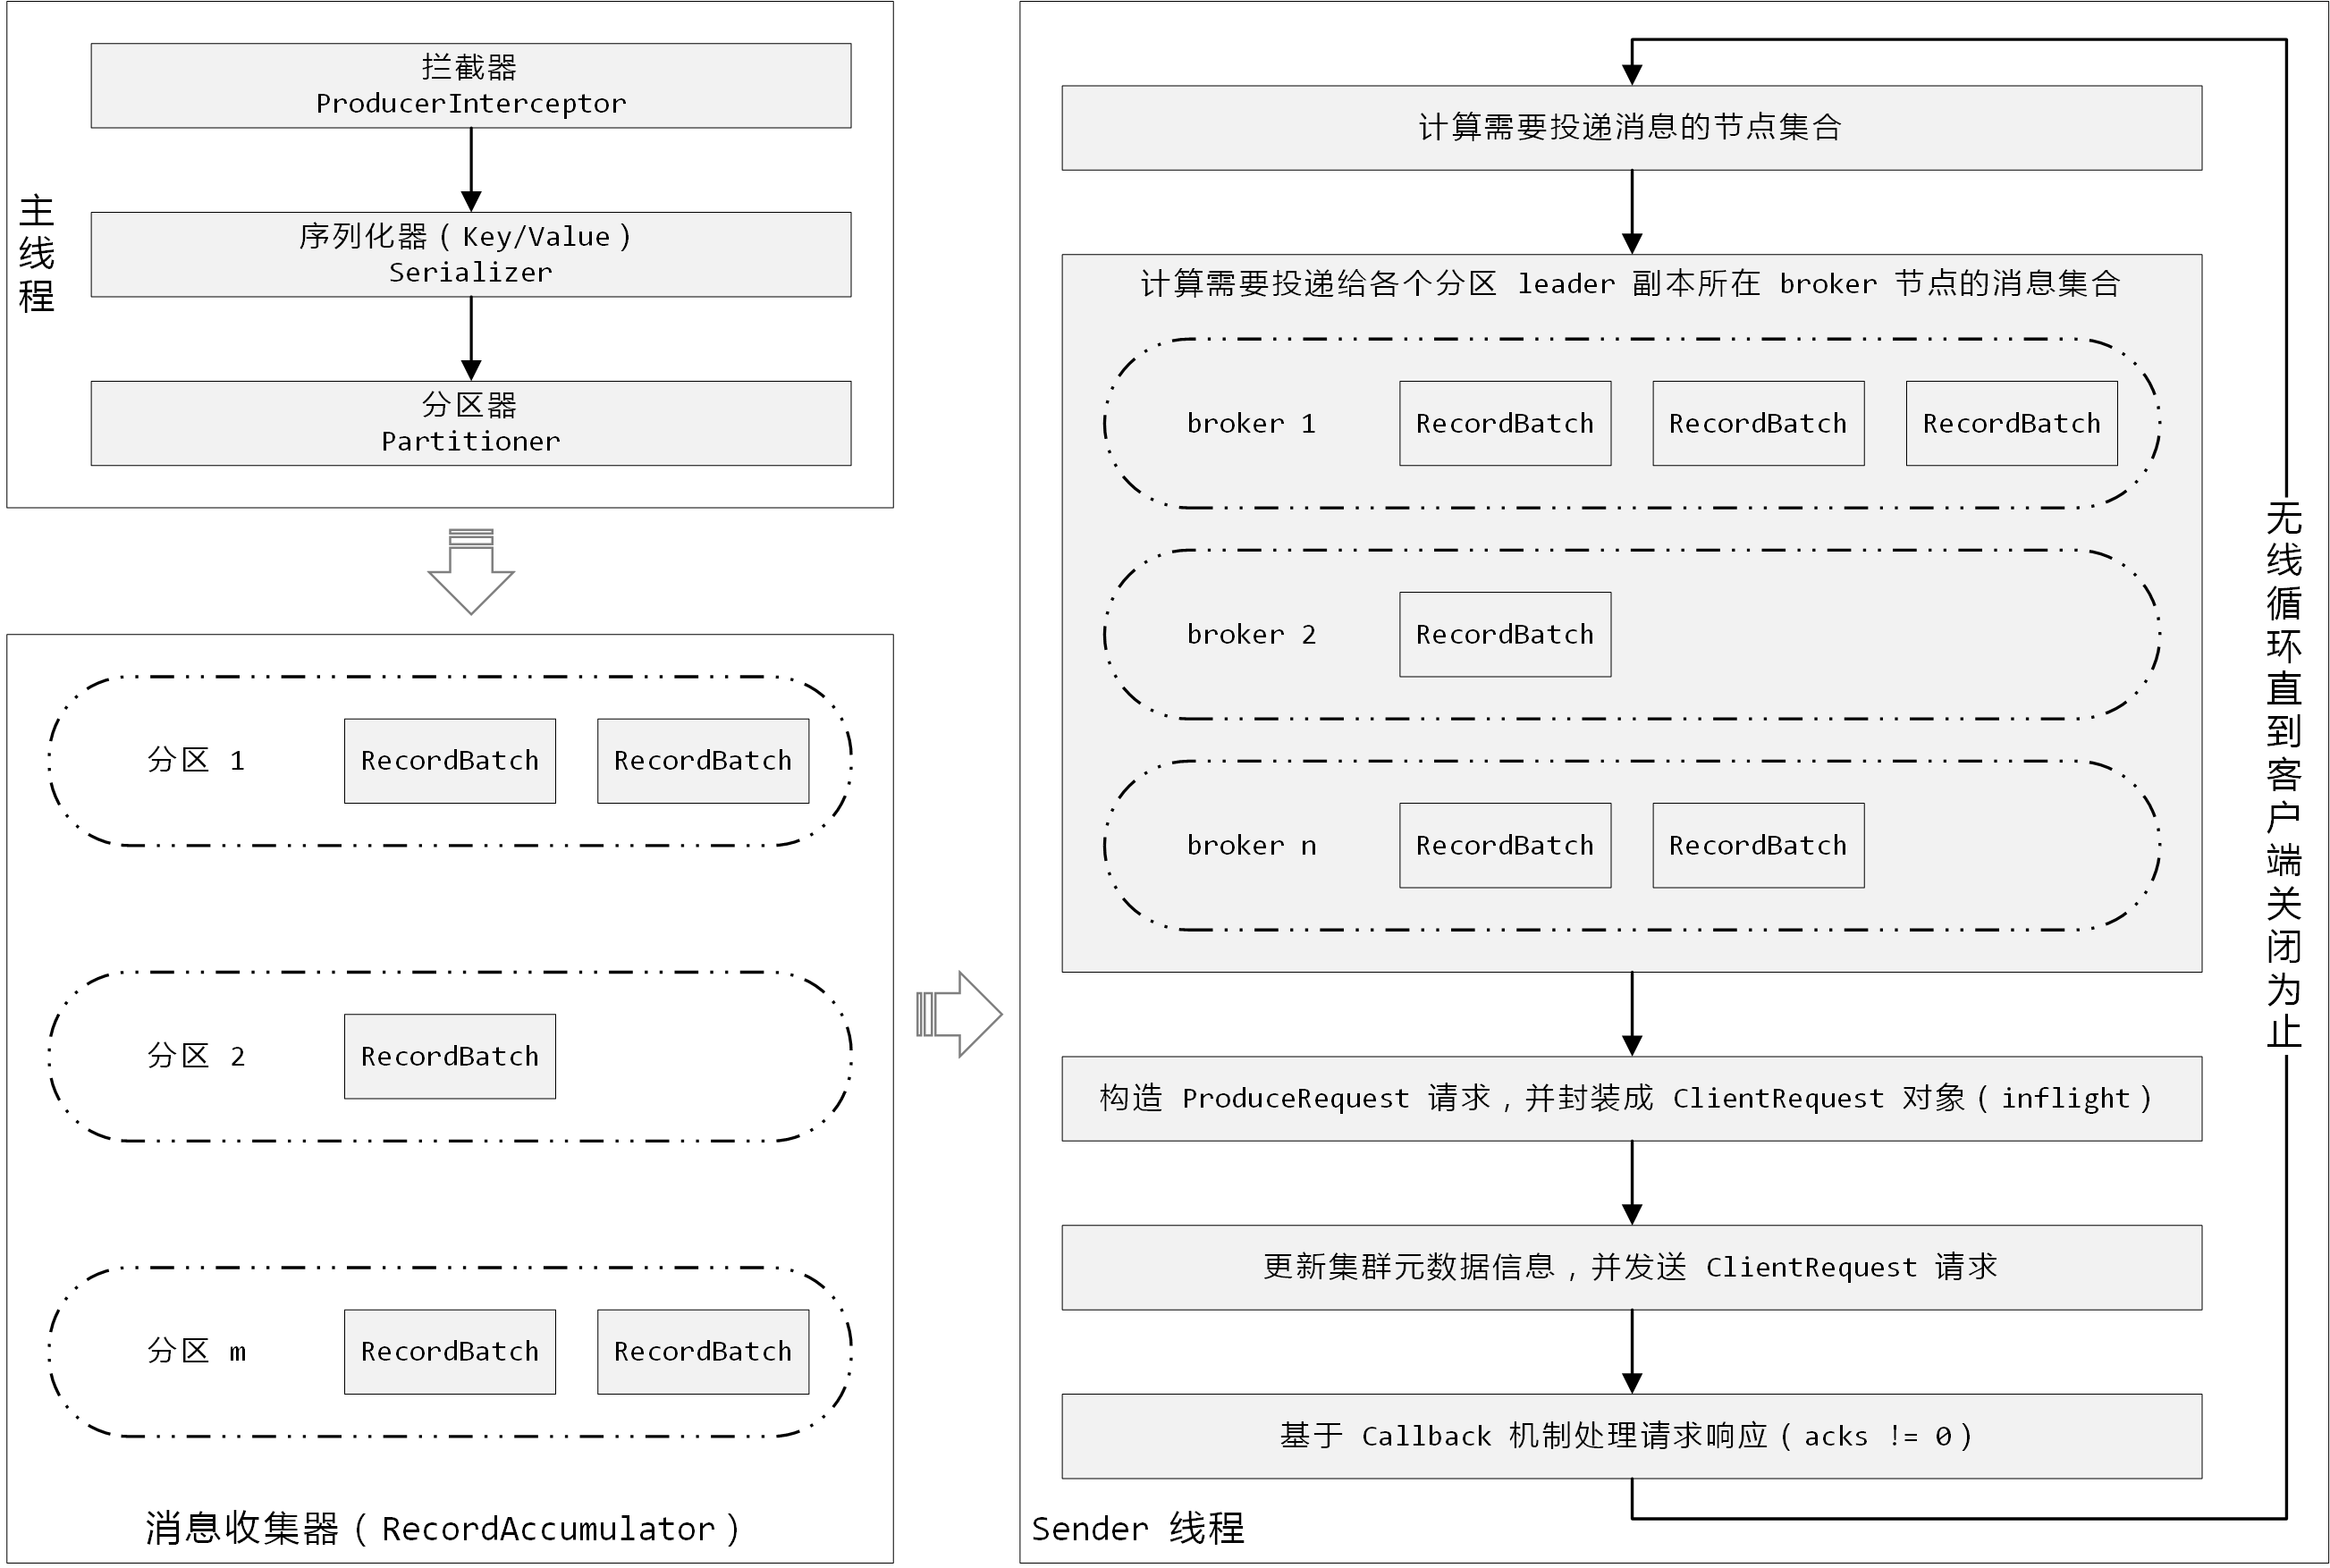 主线程
拦截器
ProducerInterceptor
序列化器（Key/Value）
Serializer
分区器
Partitioner
分区 1 RecordBatch RecordBatch
分区 2 RecordBatch
分区 m RecordBatch RecordBatch
消息收集器（RecordAccumulator）
计算需要投递消息的节点集合
计算需要投递给各个分区 leader 副本所在 broker 节点的消息集合
broker 1 RecordBatch RecordBatch RecordBatch
broker 2 RecordBatch
broker n RecordBatch RecordBatch
构造 ProduceRequest 请求，并封装成 ClientRequest 对象（inflight）
更新集群元数据信息，并发送 ClientRequest 请求
基于 Callback 机制处理请求响应（acks != 0）
Sender 线程
无线循环直到客户端关闭为止